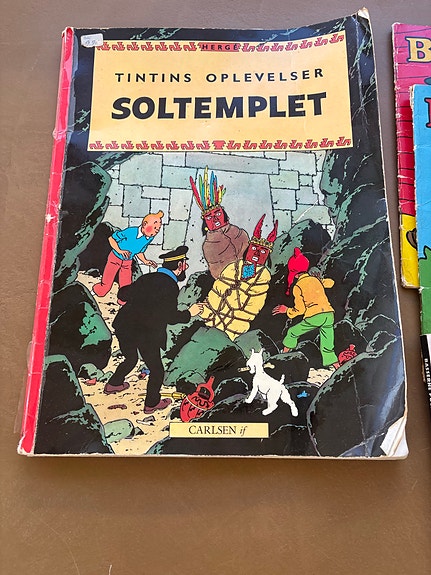 HERGÉ
TINTINS OPLEVELSER
SOLTEMPLET
CARLSEN if